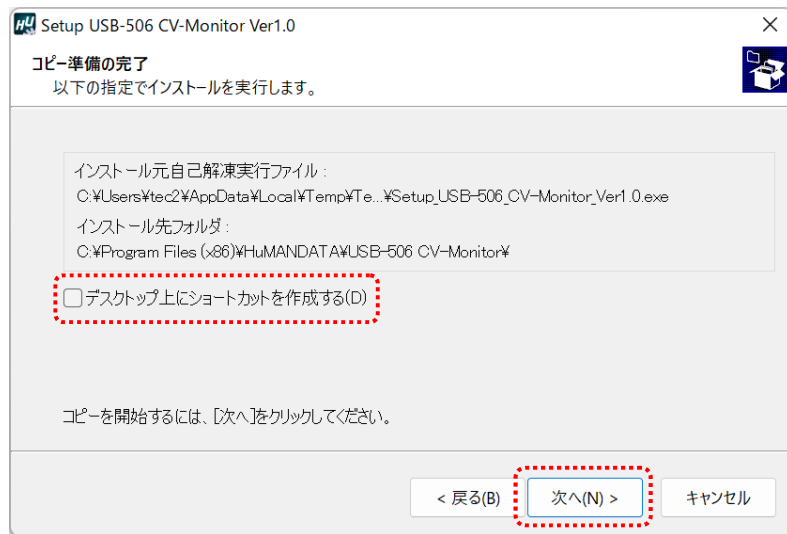 HU Setup USB-506 CV-Monitor Ver1.0
コピー準備の完了
以下の指定でインストールを実行します。
インストール元自己解凍実行ファイル :
C:¥Users¥tec2¥AppData¥Local¥Temp¥Te...¥Setup_USB-506_CV-Monitor_Ver1.0.exe
インストール先フォルダ :
C:¥Program Files (x86)¥HuMANDATA¥USB-506 CV-Monitor¥
デスクトップ上にショートカットを作成する(D)
コピーを開始するには、[次へ]をクリックしてください。
< 戻る(B) 次へ(N) > キャンセル